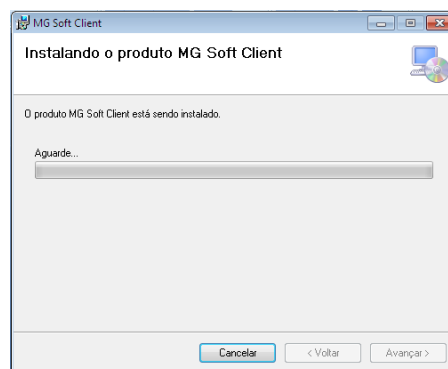 MG Soft Client
Instalando o produto MG Soft Client
O produto MG Soft Client está sendo instalado.
Aguarde...
Cancelar
< Voltar
Avançar >